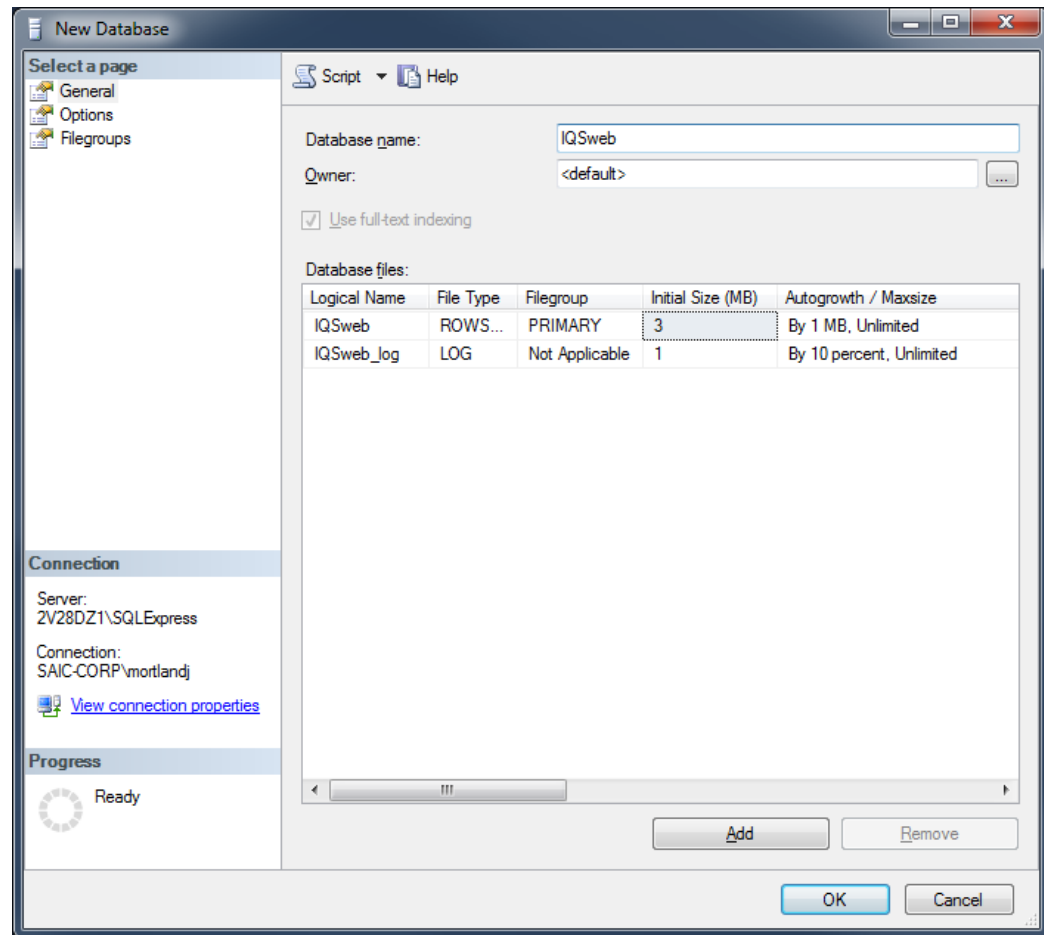 New Database
Select a page
General
Options
Filegroups
Script Help
Database name: IQSweb
Owner: <default> ...
Use full-text indexing
Database files:
Logical Name File Type Filegroup Initial Size (MB) Autogrowth / Maxsize
IQSweb ROWS... PRIMARY 3 By 1 MB, Unlimited
IQSweb_log LOG Not Applicable 1 By 10 percent, Unlimited
Connection
Server:
2V28DZ1\SQLExpress
Connection:
SAIC-CORP\mortlandj
View connection properties
Progress
Ready
Add Remove
OK Cancel